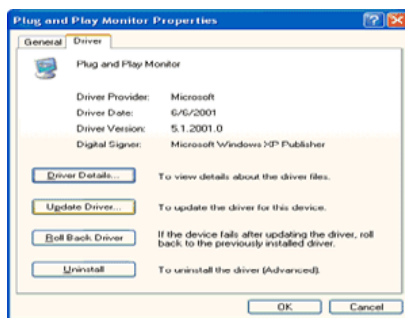 Plug and Play Monitor Properties
General Driver
Plug and Play Monitor
Driver Provider: Microsoft
Driver Date: 6/6/2001
Driver Version: 5.1.2001.0
Digital Signer: Microsoft Windows XP Publisher
Driver Details... To view details about the driver files.
Update Driver... To update the driver for this device.
Roll Back Driver If the device fails after updating the driver, roll
back to the previously installed driver.
Uninstall To uninstall the driver (Advanced).
OK Cancel